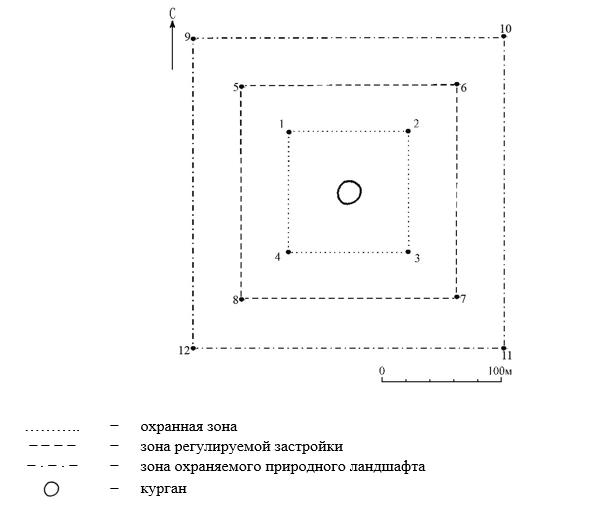 С
9
10
5
6
1
2
4
3
8
7
12
11
0
100м
........... – охранная зона
– – – – – зона регулируемой застройки
– · – · – – зона охраняемого природного ландшафта
– курган